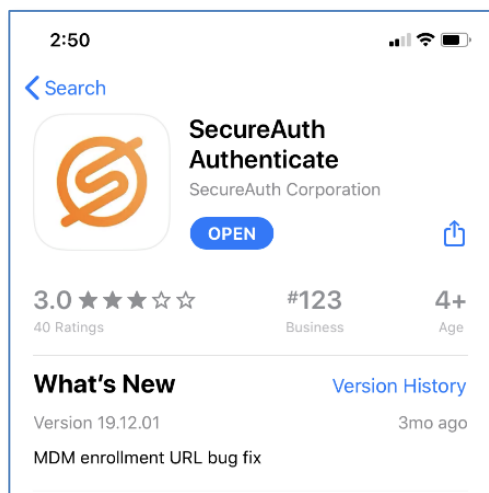 2:50
Search
SecureAuth
Authenticate
SecureAuth Corporation
OPEN
3.0 #123 4+
40 Ratings Business Age
What's New Version History
Version 19.12.01 3mo ago
MDM enrollment URL bug fix